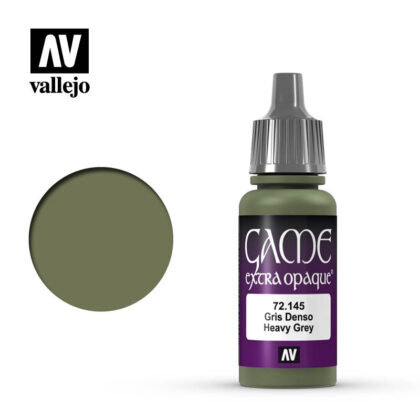 AV
vallejo
GAME
extra opaque®
72.145
Gris Denso
Heavy Grey
AV